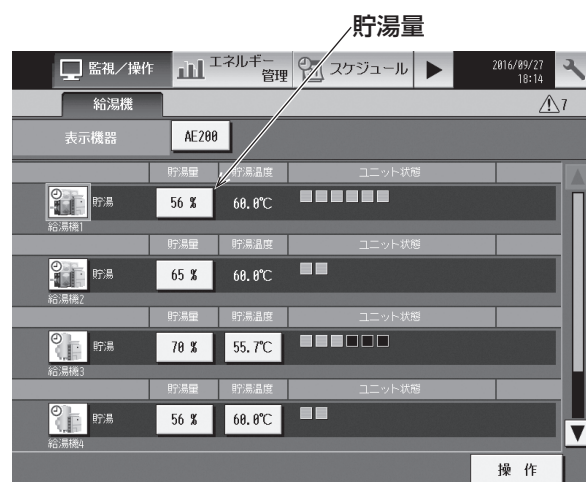 貯湯量
監視／操作 エネルギー管理 スケジュール 2016/09/27 18:14
給湯機 7
表示機器 AE200
貯湯量 貯湯温度 ユニット状態
貯湯 56 % 60.0℃
給湯機1
貯湯量 貯湯温度 ユニット状態
貯湯 65 % 60.0℃
給湯機2
貯湯量 貯湯温度 ユニット状態
貯湯 70 % 55.7℃
給湯機3
貯湯量 貯湯温度 ユニット状態
貯湯 56 % 60.0℃
給湯機4
操 作